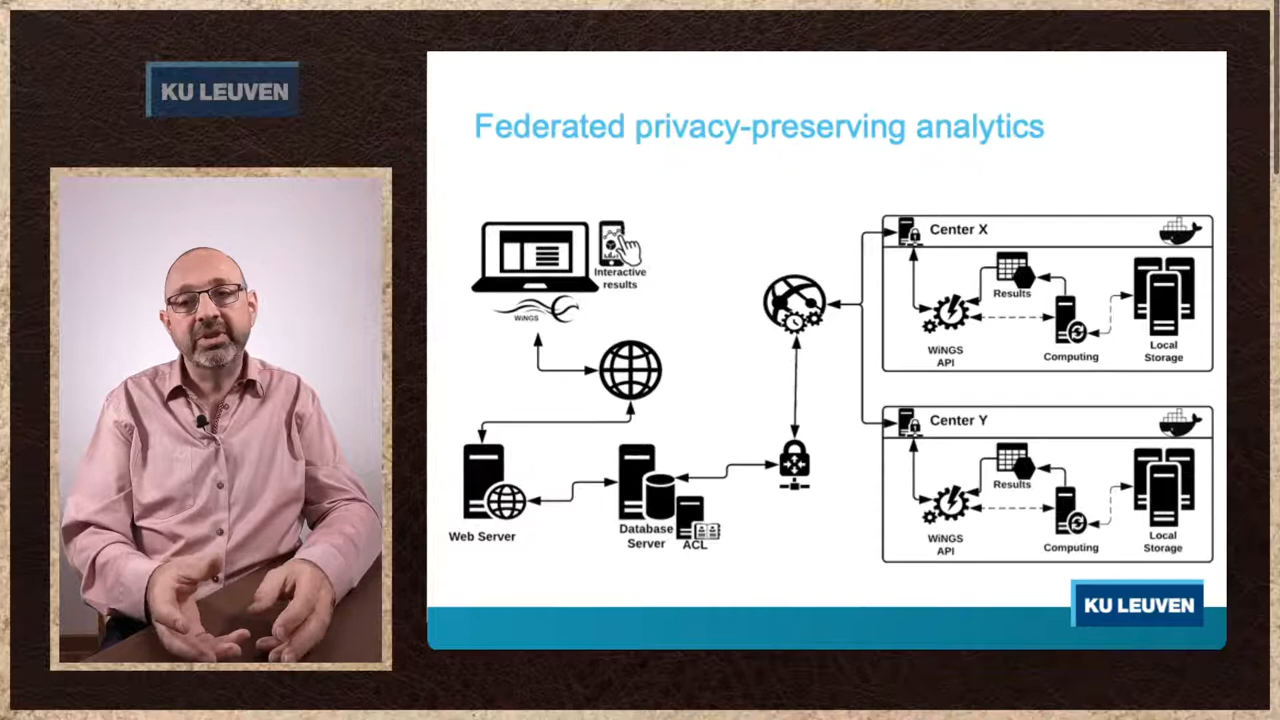 KU LEUVEN
Federated privacy-preserving analytics
Interactive
results
WiNGS
Web Server
Database
Server
ACL
Center X
Results
WiNGS
API
Computing
Local
Storage
Center Y
Results
WiNGS
API
Computing
Local
Storage
KU LEUVEN